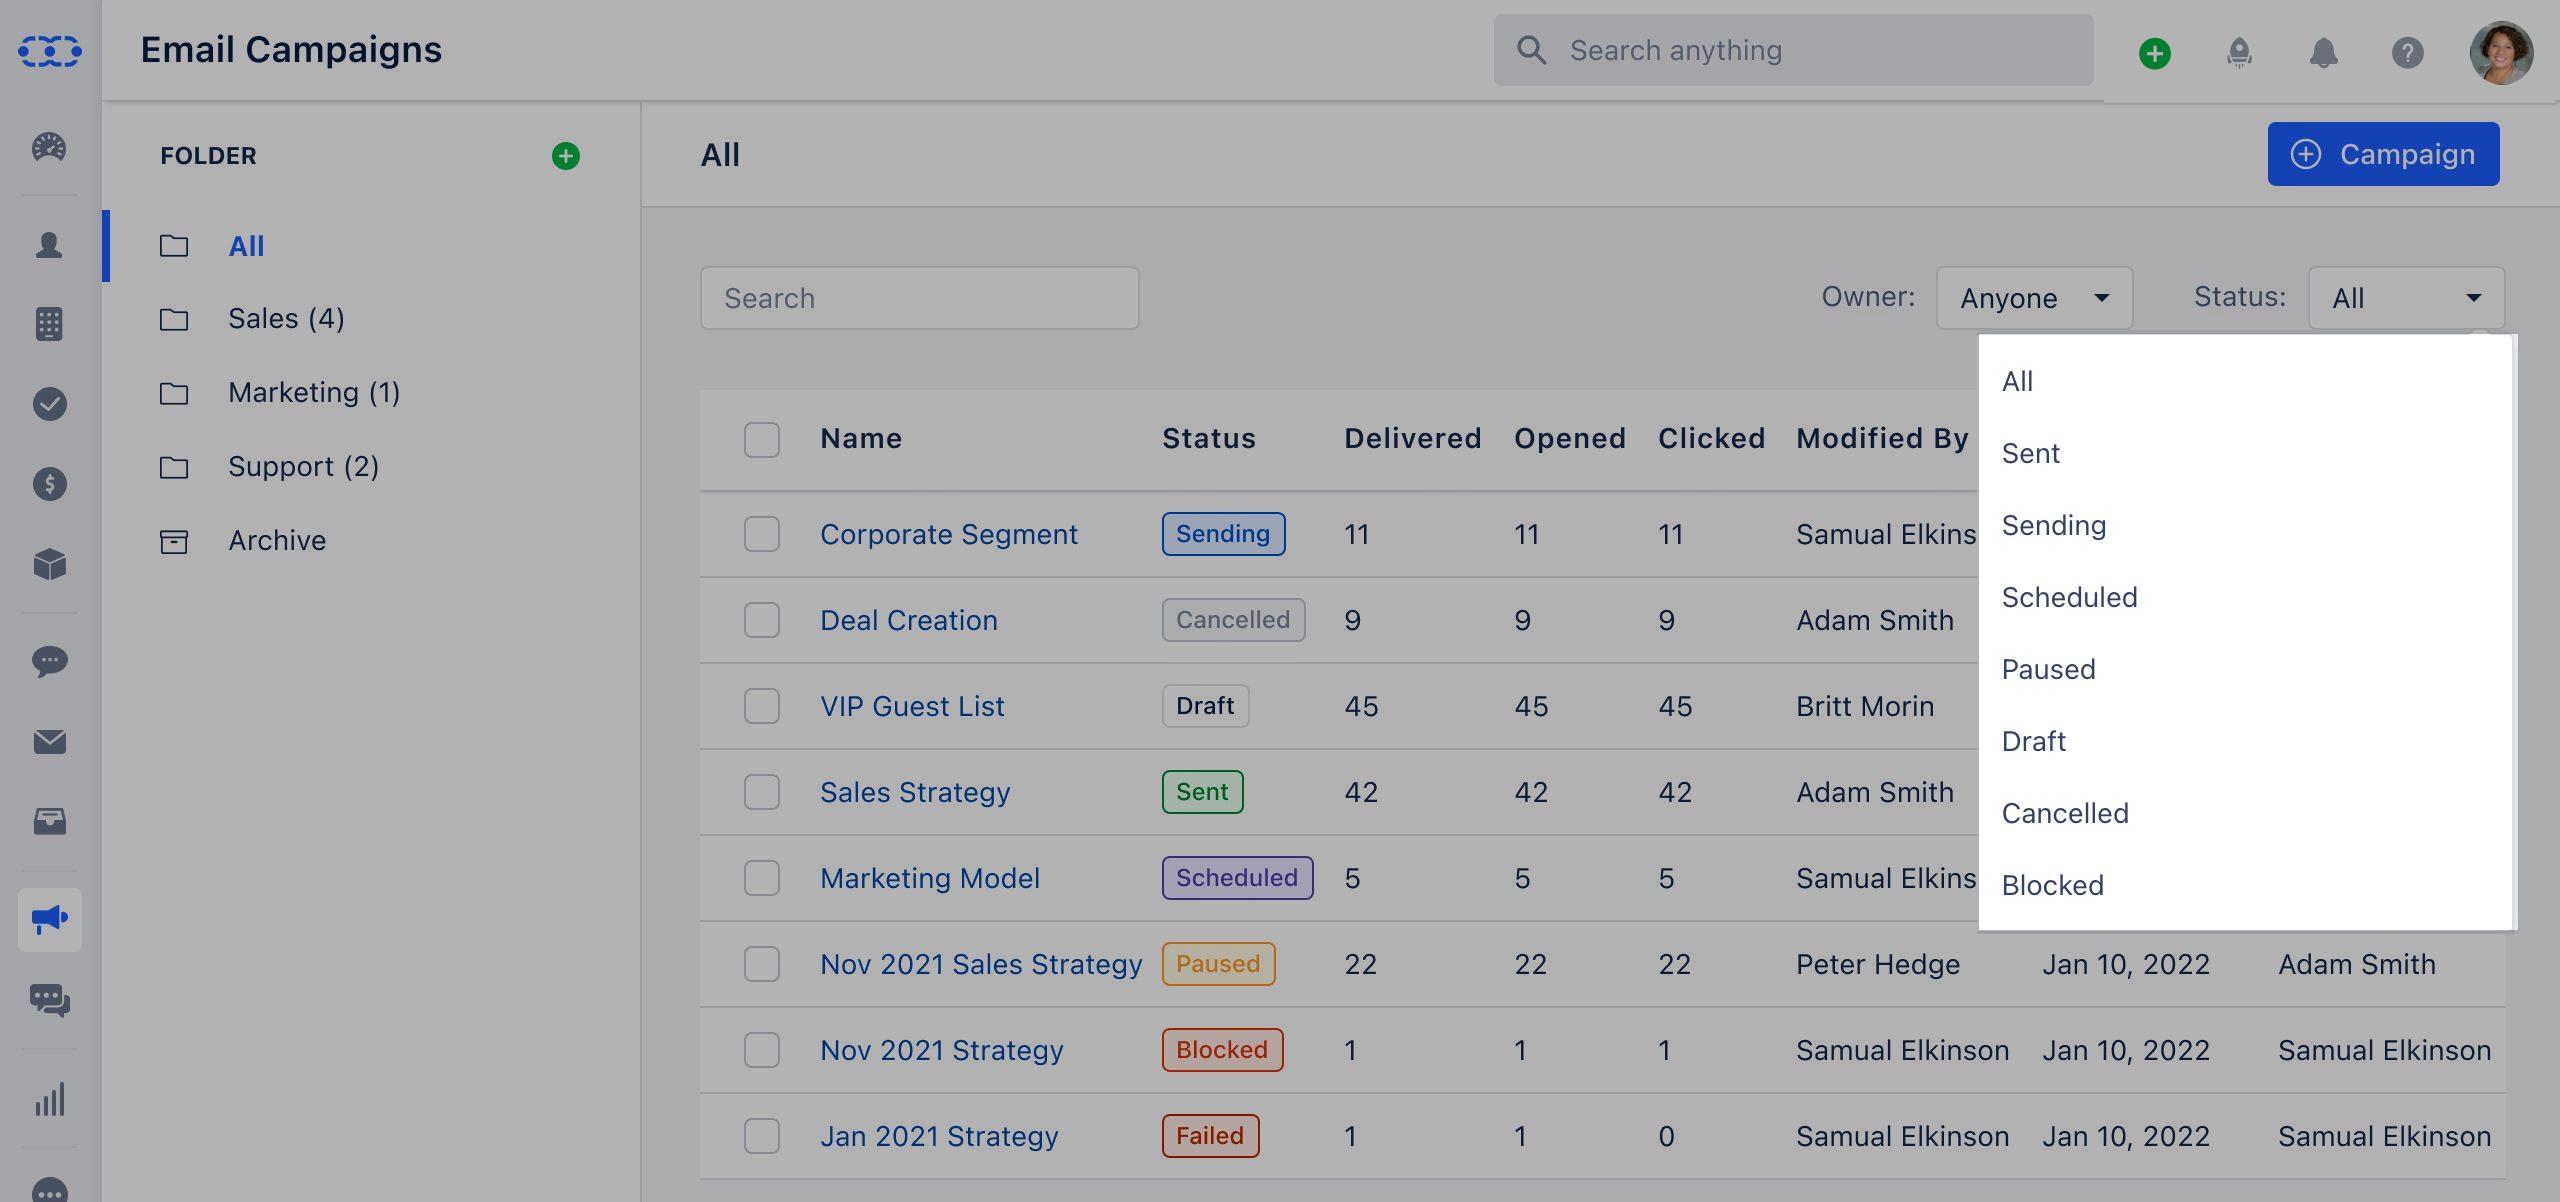 Email Campaigns
Search anything
FOLDER
All
Campaign
All
Sales (4)
Marketing (1)
Support (2)
Archive
Search
Owner: Anyone
Status: All
All
Sent
Sending
Scheduled
Paused
Draft
Cancelled
Blocked
Name Status Delivered Opened Clicked Modified By
Corporate Segment Sending 11 11 11 Samual Elkins
Deal Creation Cancelled 9 9 9 Adam Smith
VIP Guest List Draft 45 45 45 Britt Morin
Sales Strategy Sent 42 42 42 Adam Smith
Marketing Model Scheduled 5 5 5 Samual Elkins
Nov 2021 Sales Strategy Paused 22 22 22 Peter Hedge Jan 10, 2022 Adam Smith
Nov 2021 Strategy Blocked 1 1 1 Samual Elkinson Jan 10, 2022 Samual Elkinson
Jan 2021 Strategy Failed 1 1 0 Samual Elkinson Jan 10, 2022 Samual Elkinson